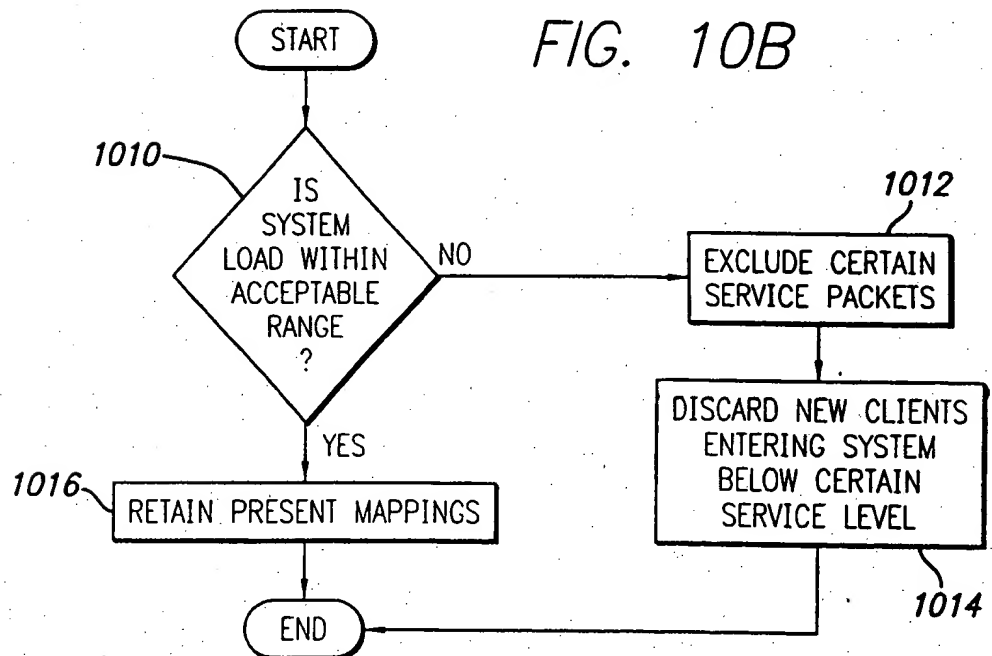 START
FIG. 10B
1010
IS
SYSTEM
LOAD WITHIN
ACCEPTABLE
RANGE
?
NO
1012
EXCLUDE CERTAIN
SERVICE PACKETS
YES
DISCARD NEW CLIENTS
ENTERING SYSTEM
BELOW CERTAIN
SERVICE LEVEL
1014
1016
RETAIN PRESENT MAPPINGS
END